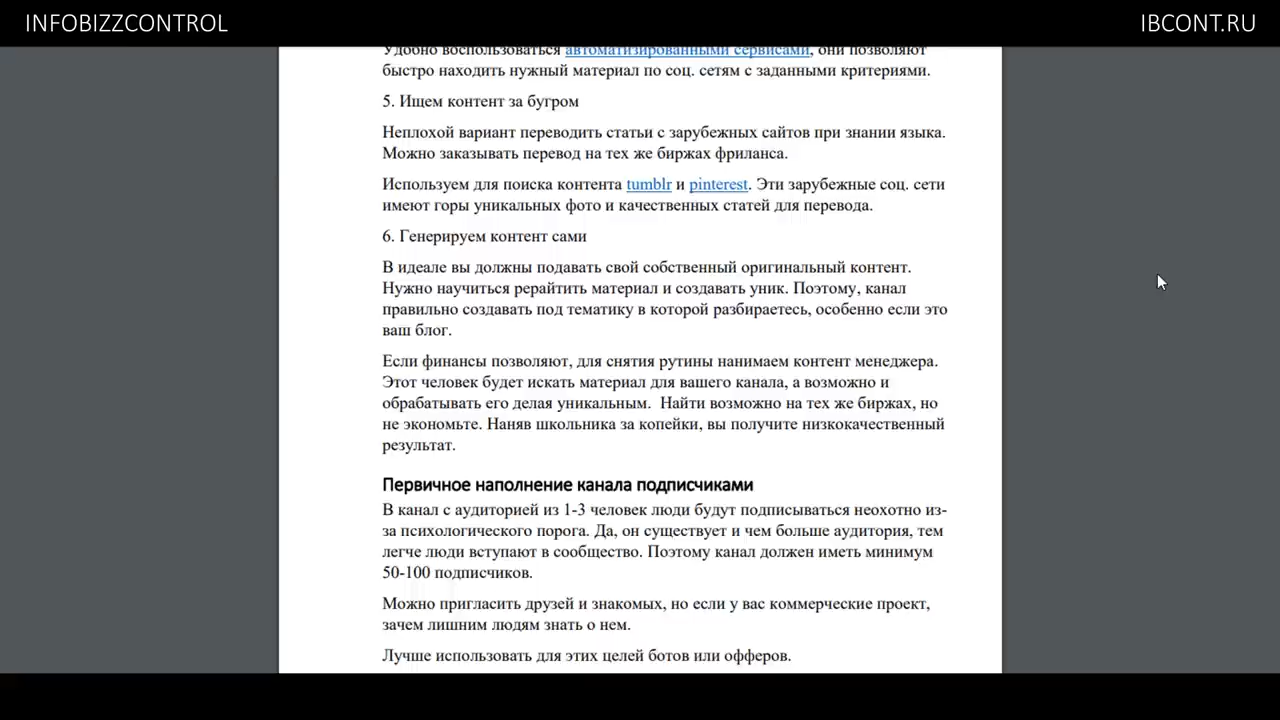 INFOBIZZCONTROL
IBCONT.RU
Удобно воспользоваться автоматизированными сервисами, они позволяют
быстро находить нужный материал по соц. сетям с заданными критериями.
5. Ищем контент за бугром
Неплохой вариант переводить статьи с зарубежных сайтов при знании языка.
Можно заказывать перевод на тех же биржах фриланса.
Используем для поиска контента tumblr и pinterest. Эти зарубежные соц. сети
имеют горы уникальных фото и качественных статей для перевода.
6. Генерируем контент сами
В идеале вы должны подавать свой собственный оригинальный контент.
Нужно научиться рерайтить материал и создавать уник. Поэтому, канал
правильно создавать под тематику в которой разбираетесь, особенно если это
ваш блог.
Если финансы позволяют, для снятия рутины нанимаем контент менеджера.
Этот человек будет искать материал для вашего канала, а возможно и
обрабатывать его делая уникальным.  Найти возможно на тех же биржах, но
не экономьте. Наняв школьника за копейки, вы получите низкокачественный
результат.
Первичное наполнение канала подписчиками
В канал с аудиторией из 1-3 человек люди будут подписываться неохотно из-
за психологического порога. Да, он существует и чем больше аудитория, тем
легче люди вступают в сообщество. Поэтому канал должен иметь минимум
50-100 подписчиков.
Можно пригласить друзей и знакомых, но если у вас коммерческие проект,
зачем лишним людям знать о нем.
Лучше использовать для этих целей ботов или офферов.